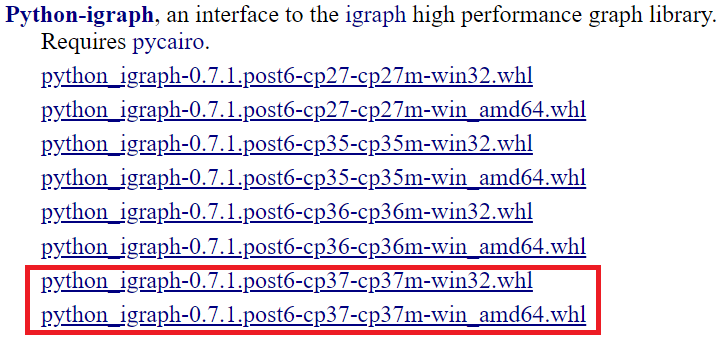 Python-igraph, an interface to the igraph high performance graph library.
Requires pycairo.
python_igraph-0.7.1.post6-cp27-cp27m-win32.whl
python_igraph-0.7.1.post6-cp27-cp27m-win_amd64.whl
python_igraph-0.7.1.post6-cp35-cp35m-win32.whl
python_igraph-0.7.1.post6-cp35-cp35m-win_amd64.whl
python_igraph-0.7.1.post6-cp36-cp36m-win32.whl
python_igraph-0.7.1.post6-cp36-cp36m-win_amd64.whl
python_igraph-0.7.1.post6-cp37-cp37m-win32.whl
python_igraph-0.7.1.post6-cp37-cp37m-win_amd64.whl